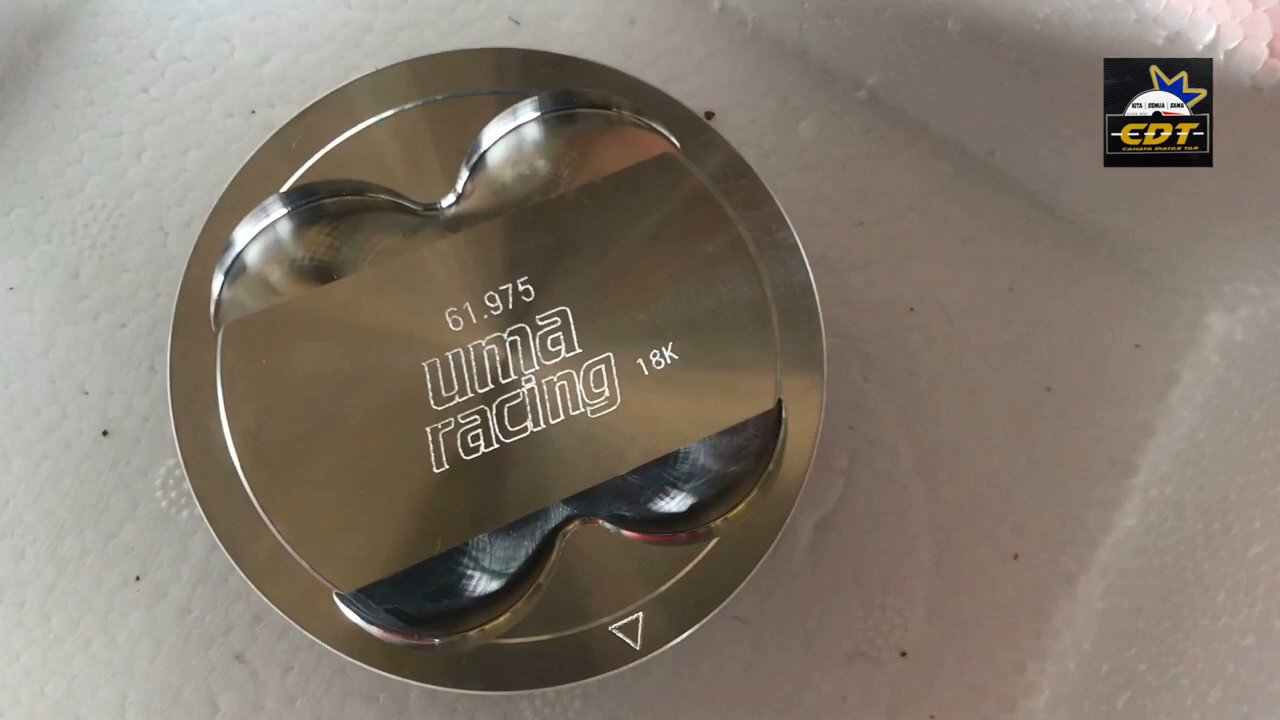 61.975
uma
racing
18K
KITA | SEMUA | SAMA
CDT
CAHAYA DIATAS TAR